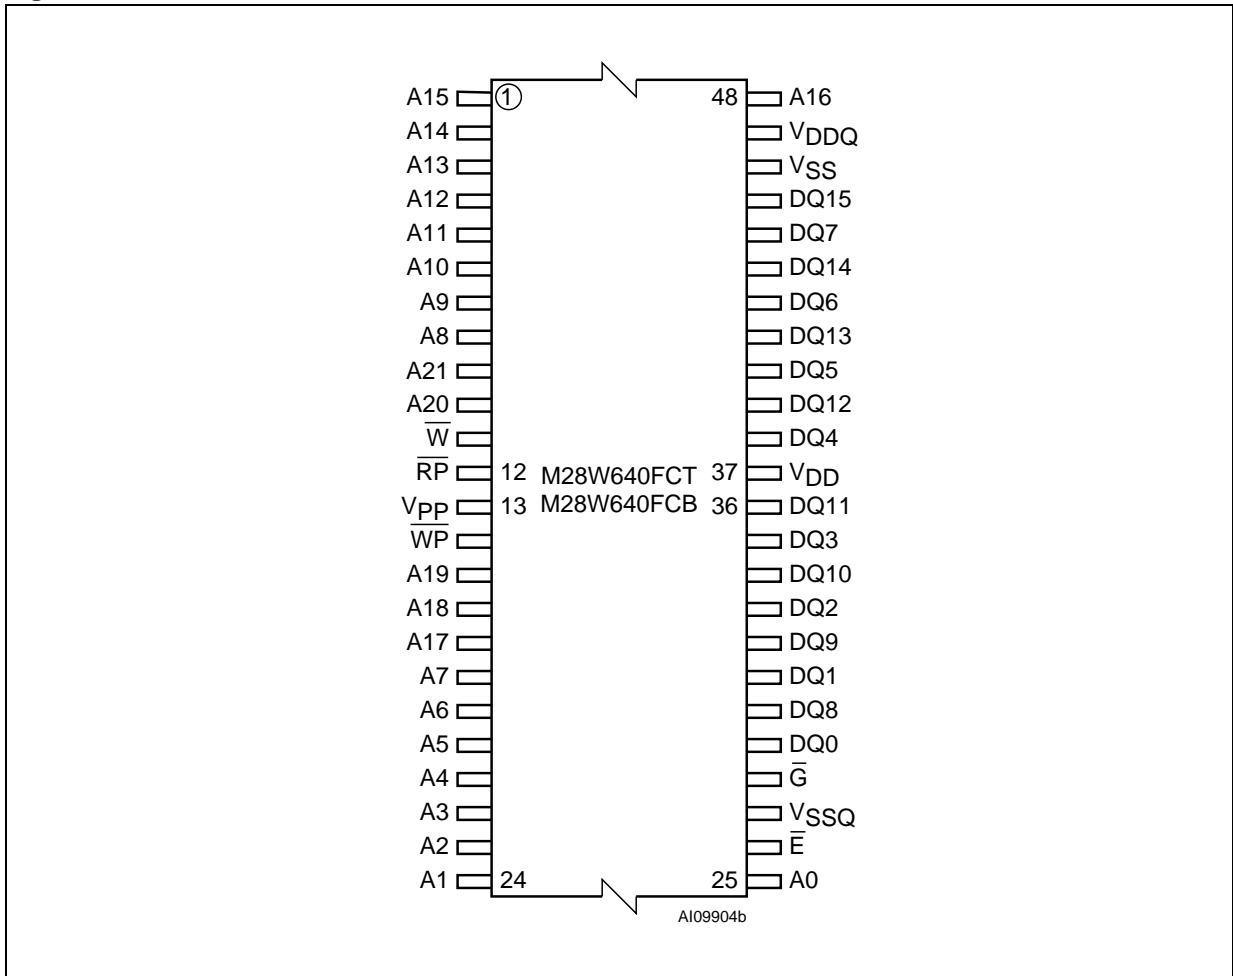 A15 1 48 A16
A14 VDDQ
A13 VSS
A12 DQ15
A11 DQ7
A10 DQ14
A9 DQ6
A8 DQ13
A21 DQ5
A20 DQ12
W̅ DQ4
R̅P̅ 12 M28W640FCT 37 VDD
VPP 13 M28W640FCB 36 DQ11
W̅P̅ DQ3
A19 DQ10
A18 DQ2
A17 DQ9
A7 DQ1
A6 DQ8
A5 DQ0
A4 G̅
A3 VSSQ
A2 E̅
A1 24 25 A0
AI09904b